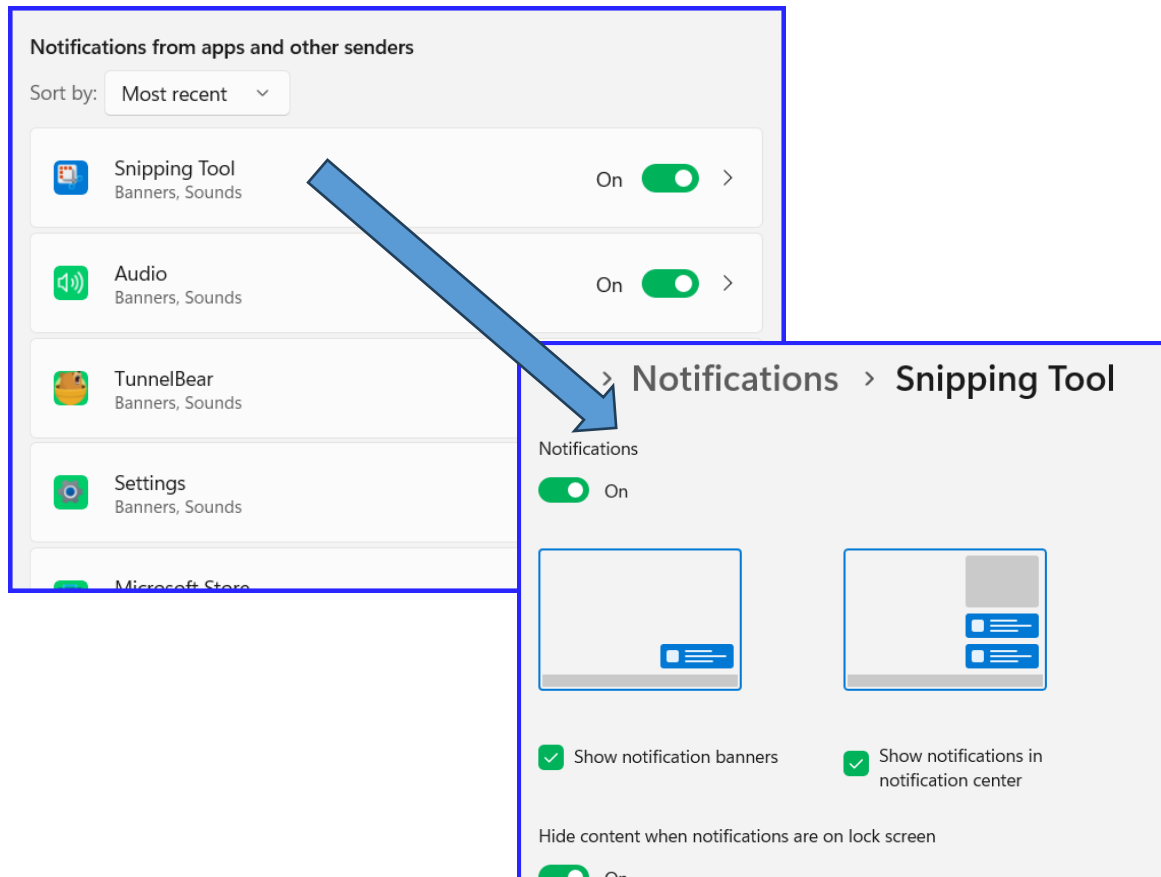 Notifications from apps and other senders
Sort by: Most recent
Snipping Tool
Banners, Sounds
On
Audio
Banners, Sounds
On
TunnelBear
Banners, Sounds
Settings
Banners, Sounds
Microsoft Store
> Notifications > Snipping Tool
Notifications
On
Show notification banners
Show notifications in
notification center
Hide content when notifications are on lock screen
On